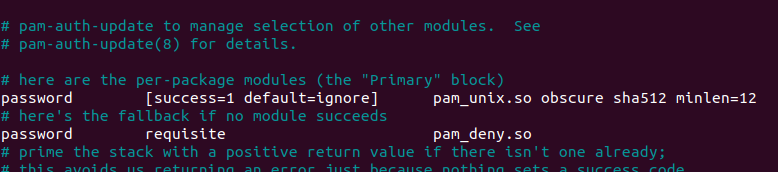 # pam-auth-update to manage selection of other modules.  See
# pam-auth-update(8) for details.
# here are the per-package modules (the "Primary" block)
password        [success=1 default=ignore]      pam_unix.so obscure sha512 minlen=12
# here's the fallback if no module succeeds
password        requisite                       pam_deny.so
# prime the stack with a positive return value if there isn't one already;
# this avoids us returning an error just because nothing sets a success code